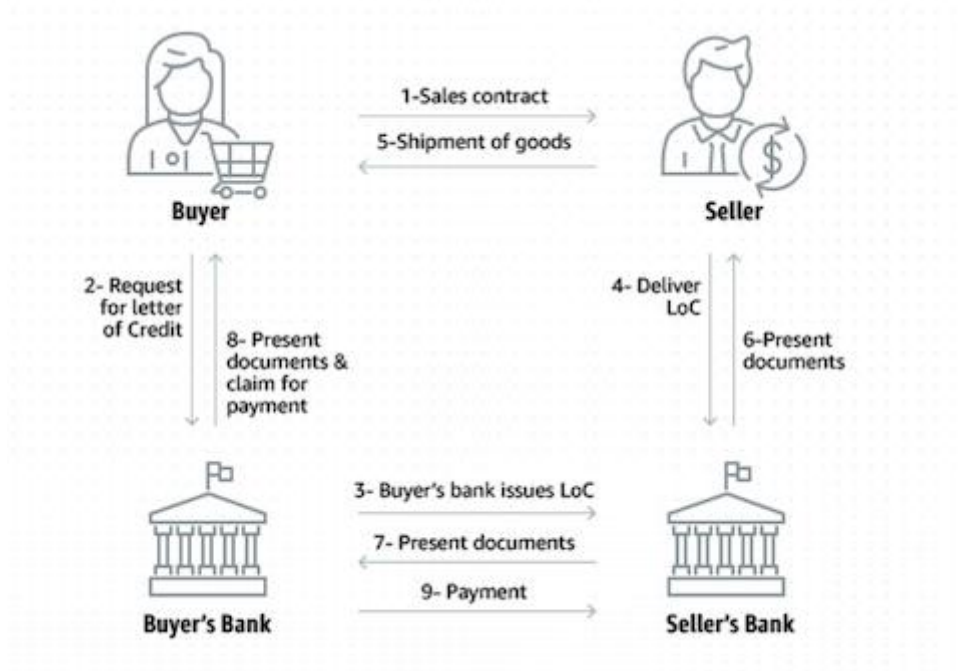 1-Sales contract
5-Shipment of goods
Buyer
Seller
2- Request
for letter
of Credit
8- Present
documents &
claim for
payment
4- Deliver
LoC
6-Present
documents
3- Buyer's bank issues LoC
7- Present documents
9- Payment
Buyer's Bank
Seller's Bank
$